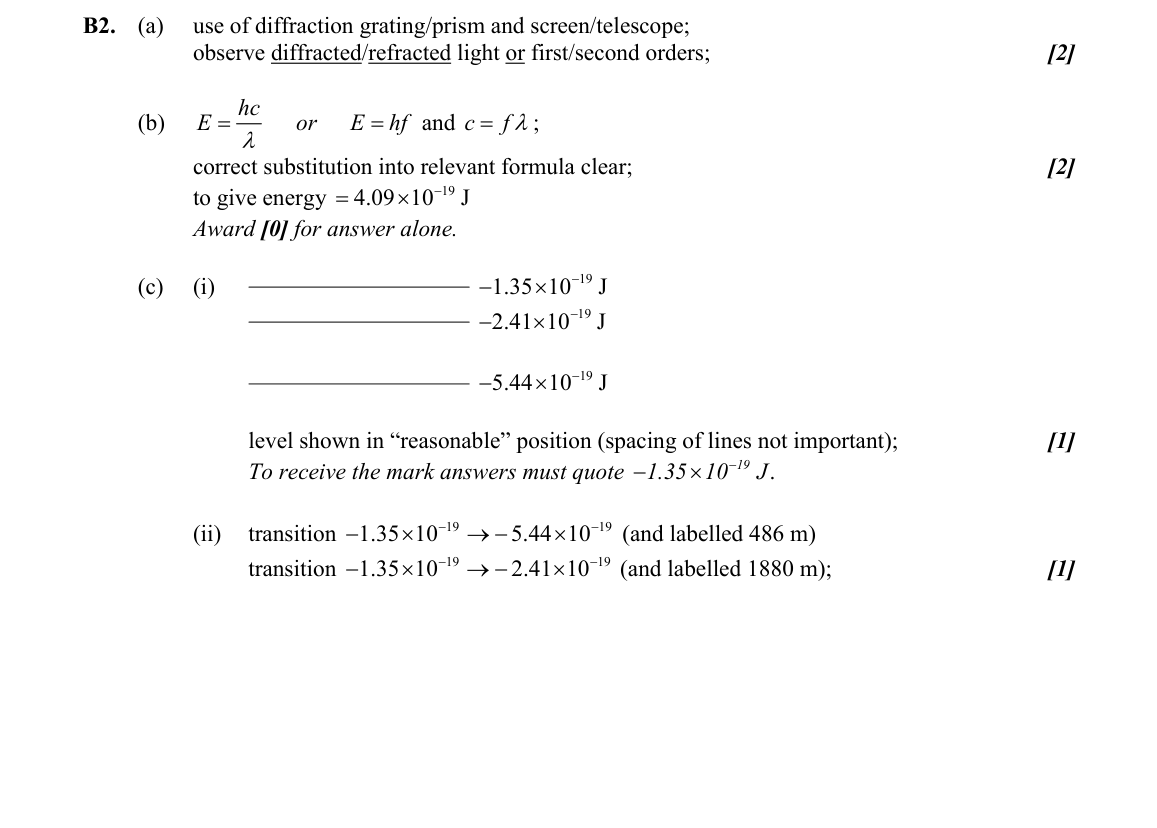 B2. (a) use of diffraction grating/prism and screen/telescope;
observe diffracted/refracted light or first/second orders; [2]
(b) E = hc/λ or E = hf and c = fλ;
correct substitution into relevant formula clear; [2]
to give energy = 4.09×10⁻¹⁹ J
Award [0] for answer alone.
(c) (i) −1.35×10⁻¹⁹ J
−2.41×10⁻¹⁹ J
−5.44×10⁻¹⁹ J
level shown in “reasonable” position (spacing of lines not important); [1]
To receive the mark answers must quote −1.35×10⁻¹⁹ J.
(ii) transition −1.35×10⁻¹⁹ → −5.44×10⁻¹⁹ (and labelled 486 m)
transition −1.35×10⁻¹⁹ → −2.41×10⁻¹⁹ (and labelled 1880 m); [1]